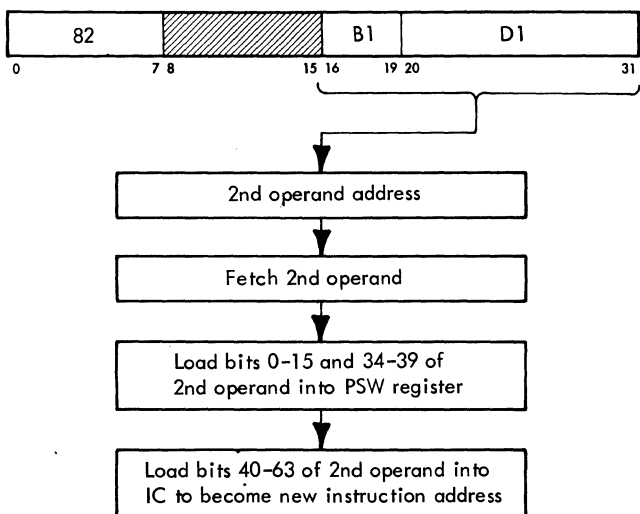 82 B1 D1
0 7 8 15 16 19 20 31
2nd operand address
Fetch 2nd operand
Load bits 0-15 and 34-39 of
2nd operand into PSW register
Load bits 40-63 of 2nd operand into
IC to become new instruction address